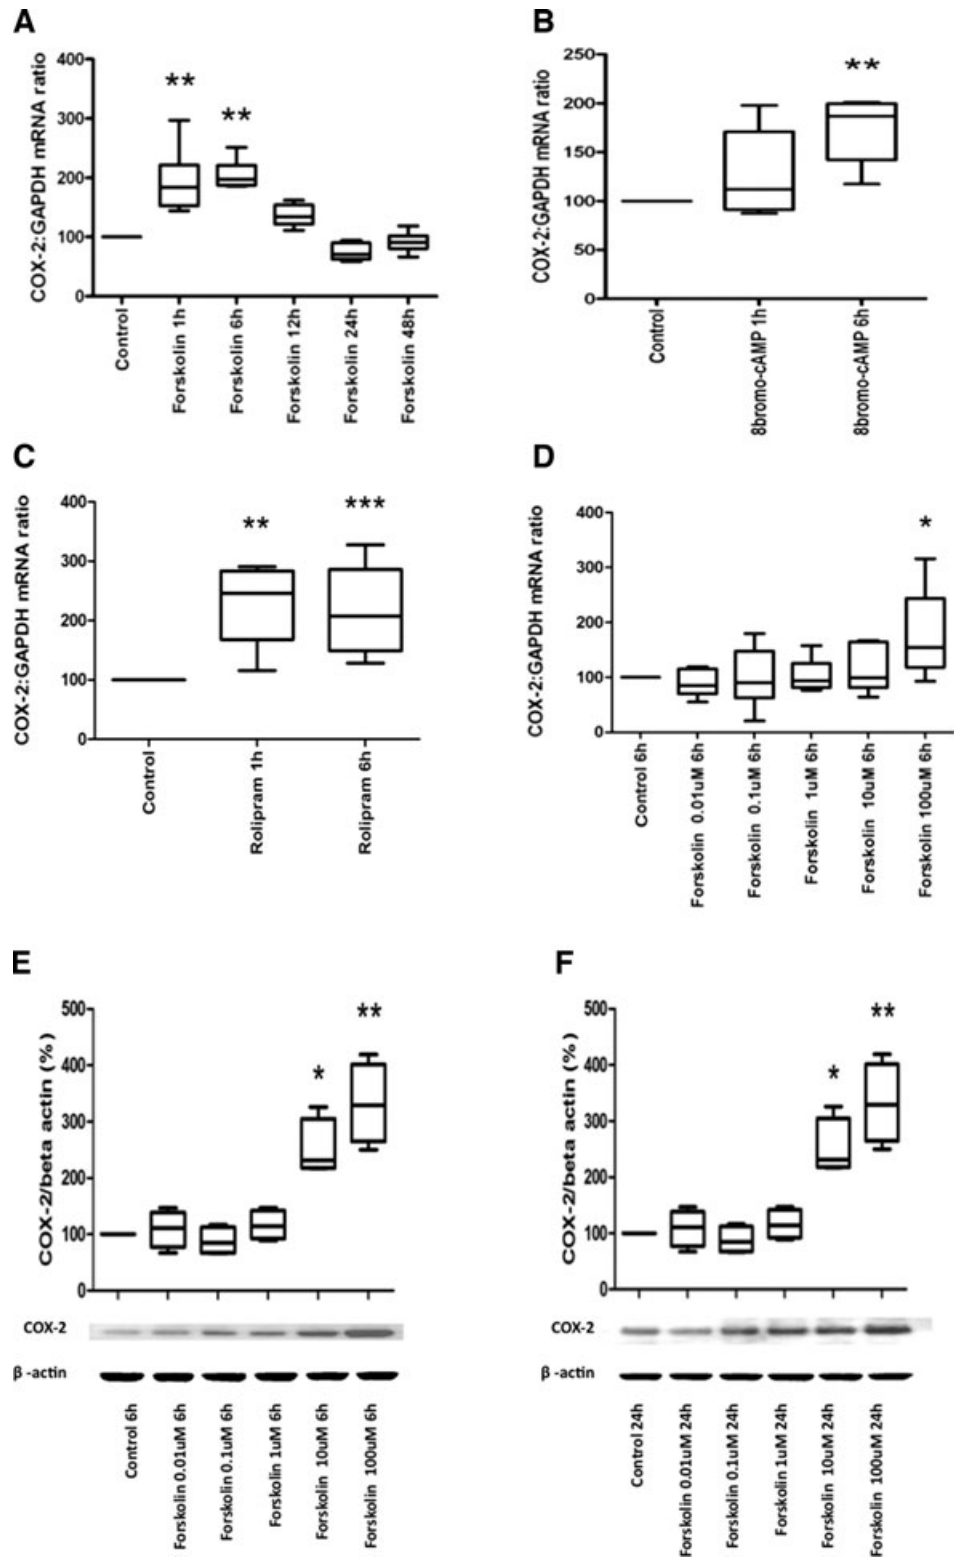 A
COX-2:GAPDH mRNA ratio
400
300
200
100
0
**
**
Control
Forskolin 1h
Forskolin 6h
Forskolin 12h
Forskolin 24h
Forskolin 48h
B
COX-2:GAPDH mRNA ratio
250
200
150
100
50
0
**
Control
8bromo-cAMP 1h
8bromo-cAMP 6h
C
COX-2:GAPDH mRNA ratio
400
300
200
100
0
**
***
Control
Rolipram 1h
Rolipram 6h
D
COX-2:GAPDH mRNA ratio
400
300
200
100
0
*
Control 6h
Forskolin 0.01uM 6h
Forskolin 0.1uM 6h
Forskolin 1uM 6h
Forskolin 10uM 6h
Forskolin 100uM 6h
E
COX-2/beta actin (%)
500
400
300
200
100
0
*
**
COX-2
β -actin
Control 6h
Forskolin 0.01uM 6h
Forskolin 0.1uM 6h
Forskolin 1uM 6h
Forskolin 10uM 6h
Forskolin 100uM 6h
F
COX-2/beta actin (%)
500
400
300
200
100
0
*
**
COX-2
β -actin
Control 24h
Forskolin 0.01uM 24h
Forskolin 0.1uM 24h
Forskolin 1uM 24h
Forskolin 10uM 24h
Forskolin 100uM 24h